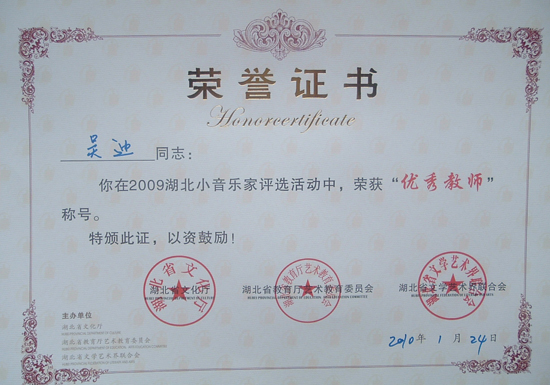 荣誉证书
Honorcertificate
吴迪同志：
你在2009湖北小音乐家评选活动中，荣获“优秀教师”
称号。
特颁此证，以资鼓励！
湖北省文化厅 湖北省教育厅艺术教育委员会 湖北省文学艺术界联合会
主办单位
湖北省文化厅
湖北省教育厅艺术教育委员会
湖北省文学艺术界联合会
2010年1月24日